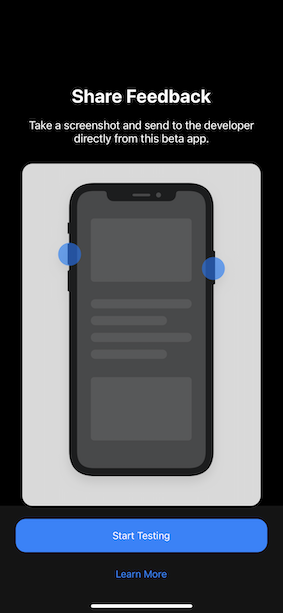 Share Feedback
Take a screenshot and send to the developer
directly from this beta app.
Start Testing
Learn More